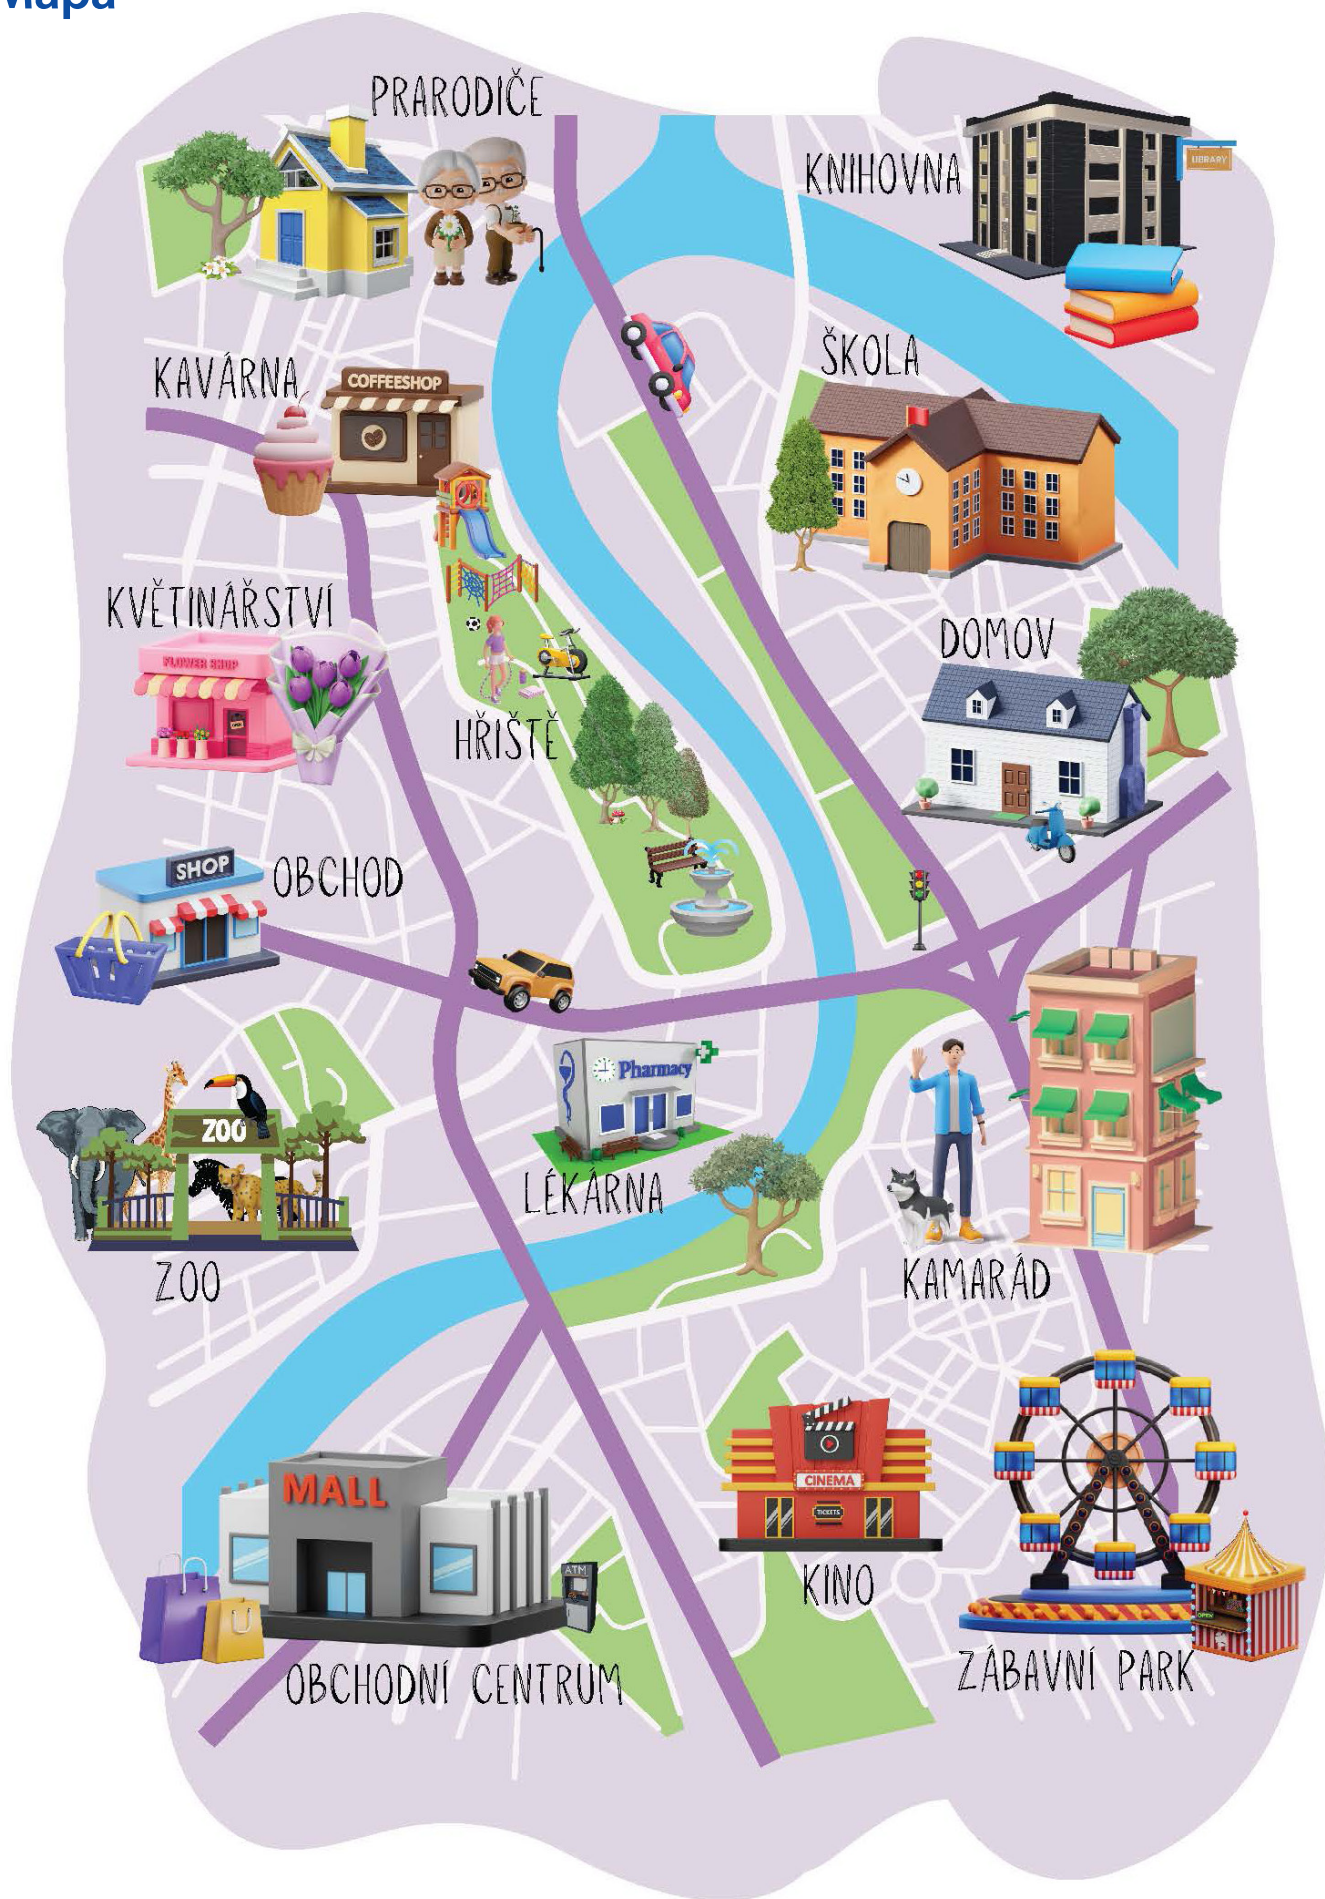 Mapa
PRARODIČE
KNIHOVNA
LIBRARY
ŠKOLA
KAVÁRNA
COFFEESHOP
KVĚTINÁŘSTVÍ
FLOWER SHOP
DOMOV
HŘIŠTĚ
SHOP
OBCHOD
Pharmacy
ZOO
LÉKÁRNA
ZOO
KAMARÁD
MALL
CINEMA
TICKETS
ATM
KINO
OPEN
OBCHODNÍ CENTRUM
ZÁBAVNÍ PARK